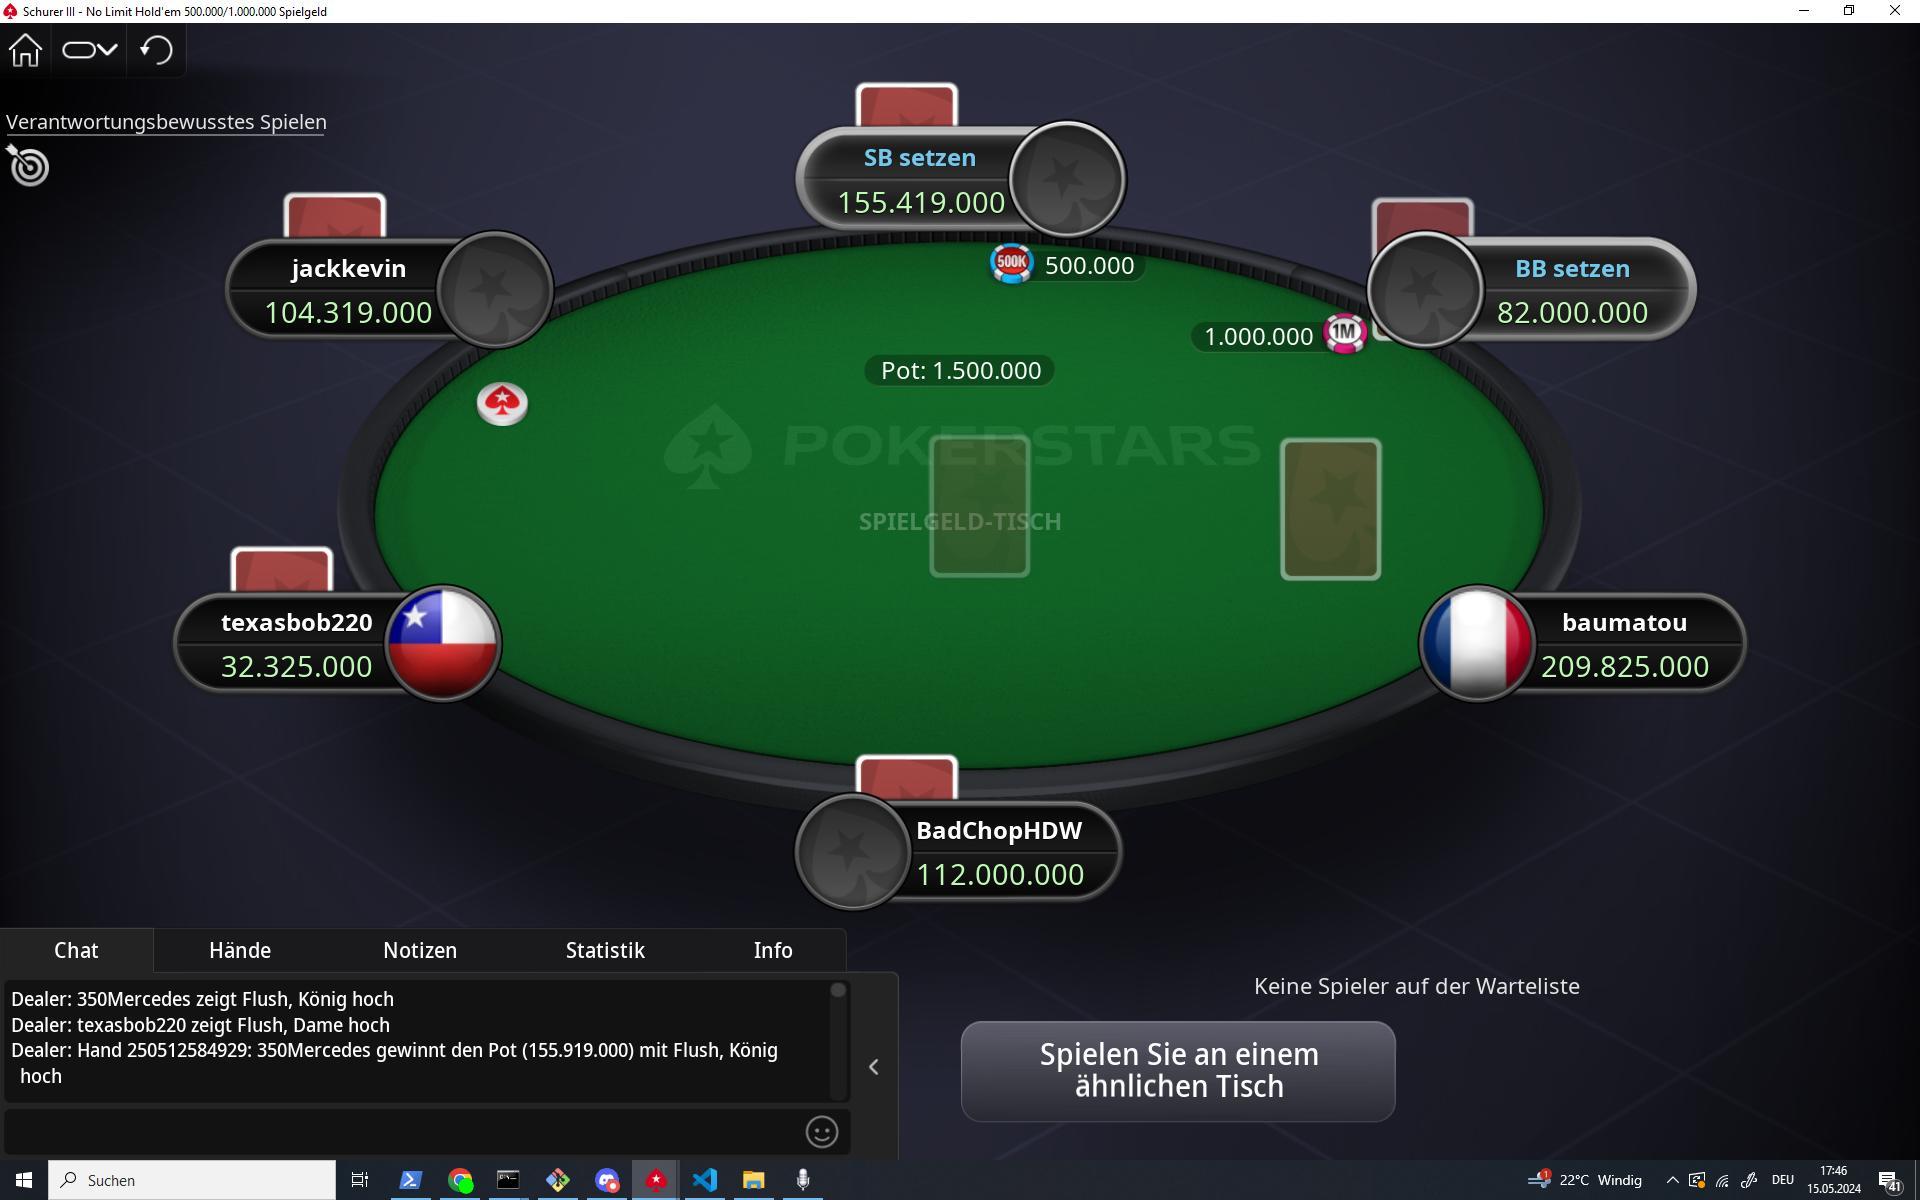 Schurer III - No Limit Hold'em 500.000/1.000.000 Spielgeld
Verantwortungsbewusstes Spielen
SB setzen
155.419.000
jackkevin
104.319.000
BB setzen
82.000.000
500K 500.000
1.000.000 1M
Pot: 1.500.000
POKERSTARS
SPIELGELD-TISCH
texasbob220
32.325.000
baumatou
209.825.000
BadChopHDW
112.000.000
Chat Hände Notizen Statistik Info
Dealer: 350Mercedes zeigt Flush, König hoch
Dealer: texasbob220 zeigt Flush, Dame hoch
Dealer: Hand 250512584929: 350Mercedes gewinnt den Pot (155.919.000) mit Flush, König
hoch
Keine Spieler auf der Warteliste
Spielen Sie an einem
ähnlichen Tisch
Suchen
1
22°C Windig
DEU
17:46
15.05.2024
41